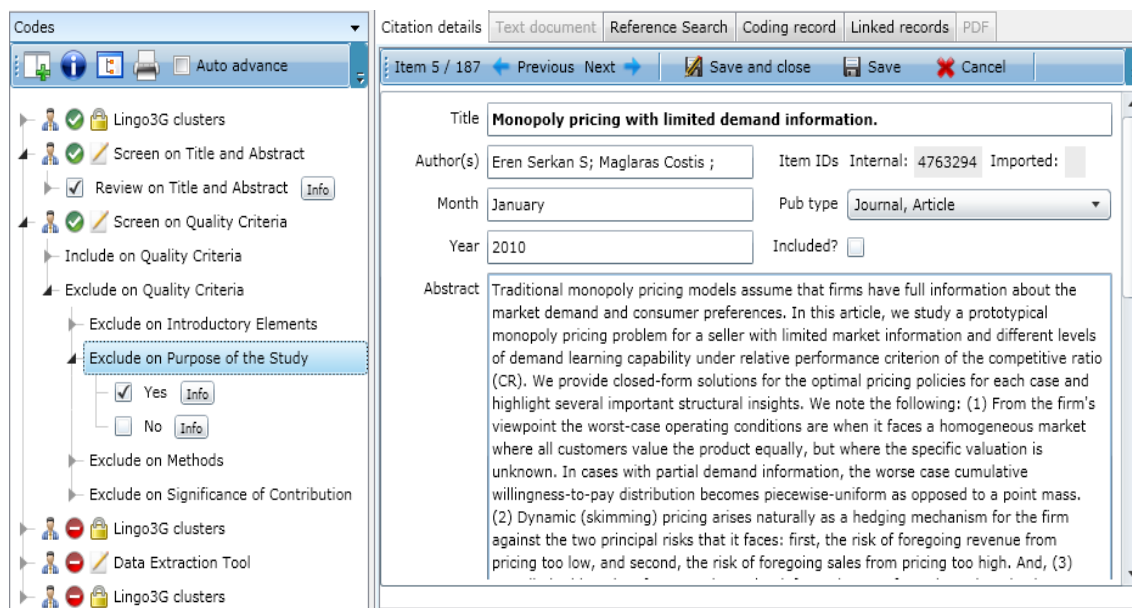 Codes
Auto advance
Lingo3G clusters
Screen on Title and Abstract
Review on Title and Abstract Info
Screen on Quality Criteria
Include on Quality Criteria
Exclude on Quality Criteria
Exclude on Introductory Elements
Exclude on Purpose of the Study
Yes Info
No Info
Exclude on Methods
Exclude on Significance of Contribution
Lingo3G clusters
Data Extraction Tool
Lingo3G clusters
Citation details Text document Reference Search Coding record Linked records PDF
Item 5 / 187 Previous Next Save and close Save Cancel
Title Monopoly pricing with limited demand information.
Author(s) Eren Serkan S; Maglaras Costis ; Item IDs Internal: 4763294 Imported:
Month January Pub type Journal, Article
Year 2010 Included?
Abstract Traditional monopoly pricing models assume that firms have full information about the
market demand and consumer preferences. In this article, we study a prototypical
monopoly pricing problem for a seller with limited market information and different levels
of demand learning capability under relative performance criterion of the competitive ratio
(CR). We provide closed-form solutions for the optimal pricing policies for each case and
highlight several important structural insights. We note the following: (1) From the firm's
viewpoint the worst-case operating conditions are when it faces a homogeneous market
where all customers value the product equally, but where the specific valuation is
unknown. In cases with partial demand information, the worse case cumulative
willingness-to-pay distribution becomes piecewise-uniform as opposed to a point mass.
(2) Dynamic (skimming) pricing arises naturally as a hedging mechanism for the firm
against the two principal risks that it faces: first, the risk of foregoing revenue from
pricing too low, and second, the risk of foregoing sales from pricing too high. And, (3)